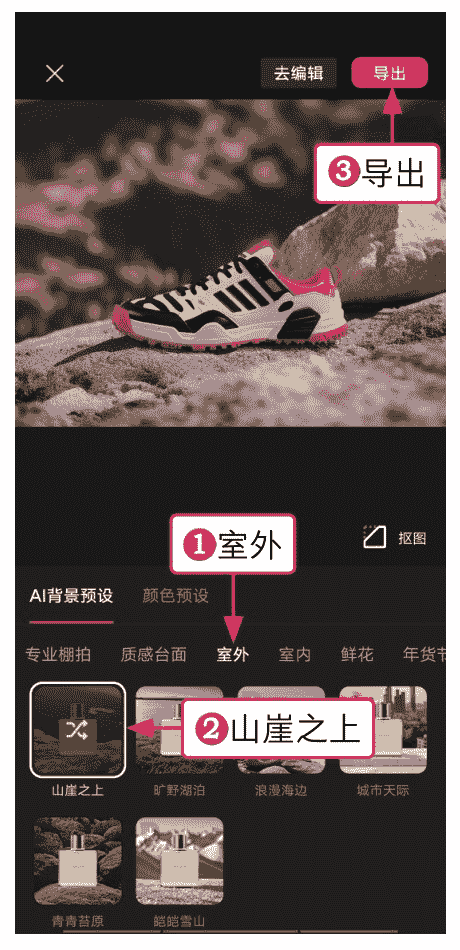 去编辑 导出
❸导出
❶室外
抠图
AI背景预设 颜色预设
专业棚拍 质感台面 室外 室内 鲜花 年货节
❷山崖之上
山崖之上 旷野湖泊 浪漫海边 城市天际
青青苔原 皑皑雪山